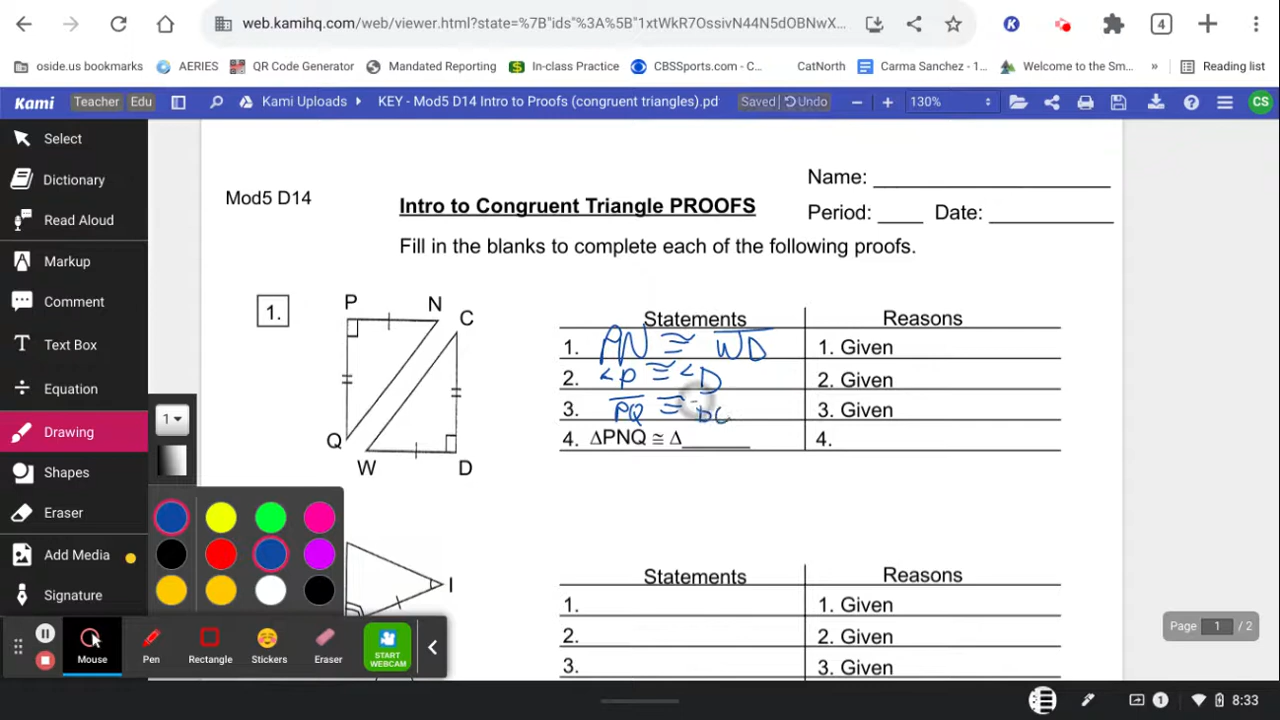 web.kamihq.com/web/viewer.html?state=%7B"ids"%3A%5B"1xtWkR7OssivN44N5dOBNwX...
4
oside.us bookmarks AERIES QR Code Generator Mandated Reporting In-class Practice CBSSports.com - C... CatNorth Carma Sanchez - 1... Welcome to the Sm... » Reading list
Kami Teacher Edu Kami Uploads KEY - Mod5 D14 Intro to Proofs (congruent triangles).pd Saved Undo 130% CS
Select
Dictionary
Read Aloud
Markup
Comment
Text Box
Equation
Drawing
Shapes
Eraser
Add Media
Signature
1
Mod5 D14
Name: ____
Period: ____ Date: ____
Intro to Congruent Triangle PROOFS
Fill in the blanks to complete each of the following proofs.
1.
P N C
Q W D
Statements Reasons
1. PN ≅ WD 1. Given
2. <P ≅ <D 2. Given
3. PQ ≅ DC 3. Given
4. ΔPNQ ≅ Δ____ 4.
I
Statements Reasons
1. 1. Given
2. 2. Given
3. 3. Given
Page 1 / 2
Mouse Pen Rectangle Stickers Eraser START WEBCAM
1 8:33